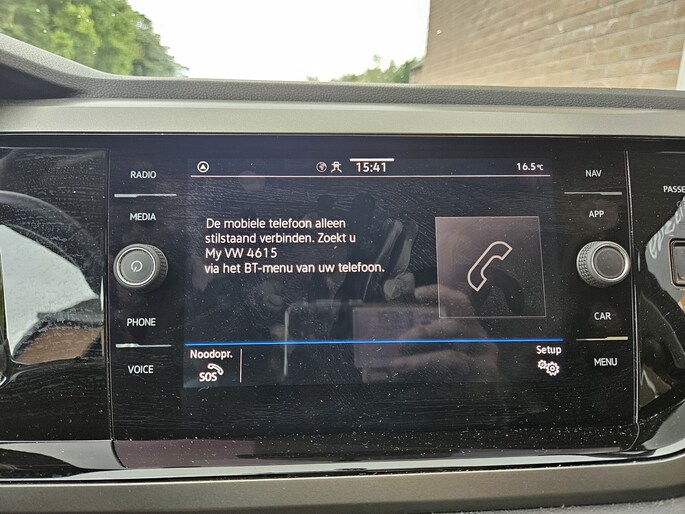 RADIO
MEDIA
PHONE
VOICE
15:41
16.5°C
De mobiele telefoon alleen
stilstaand verbinden. Zoekt u
My VW 4615
via het BT-menu van uw telefoon.
Noodopr.
SOS
Setup
NAV
APP
CAR
MENU
PASSE